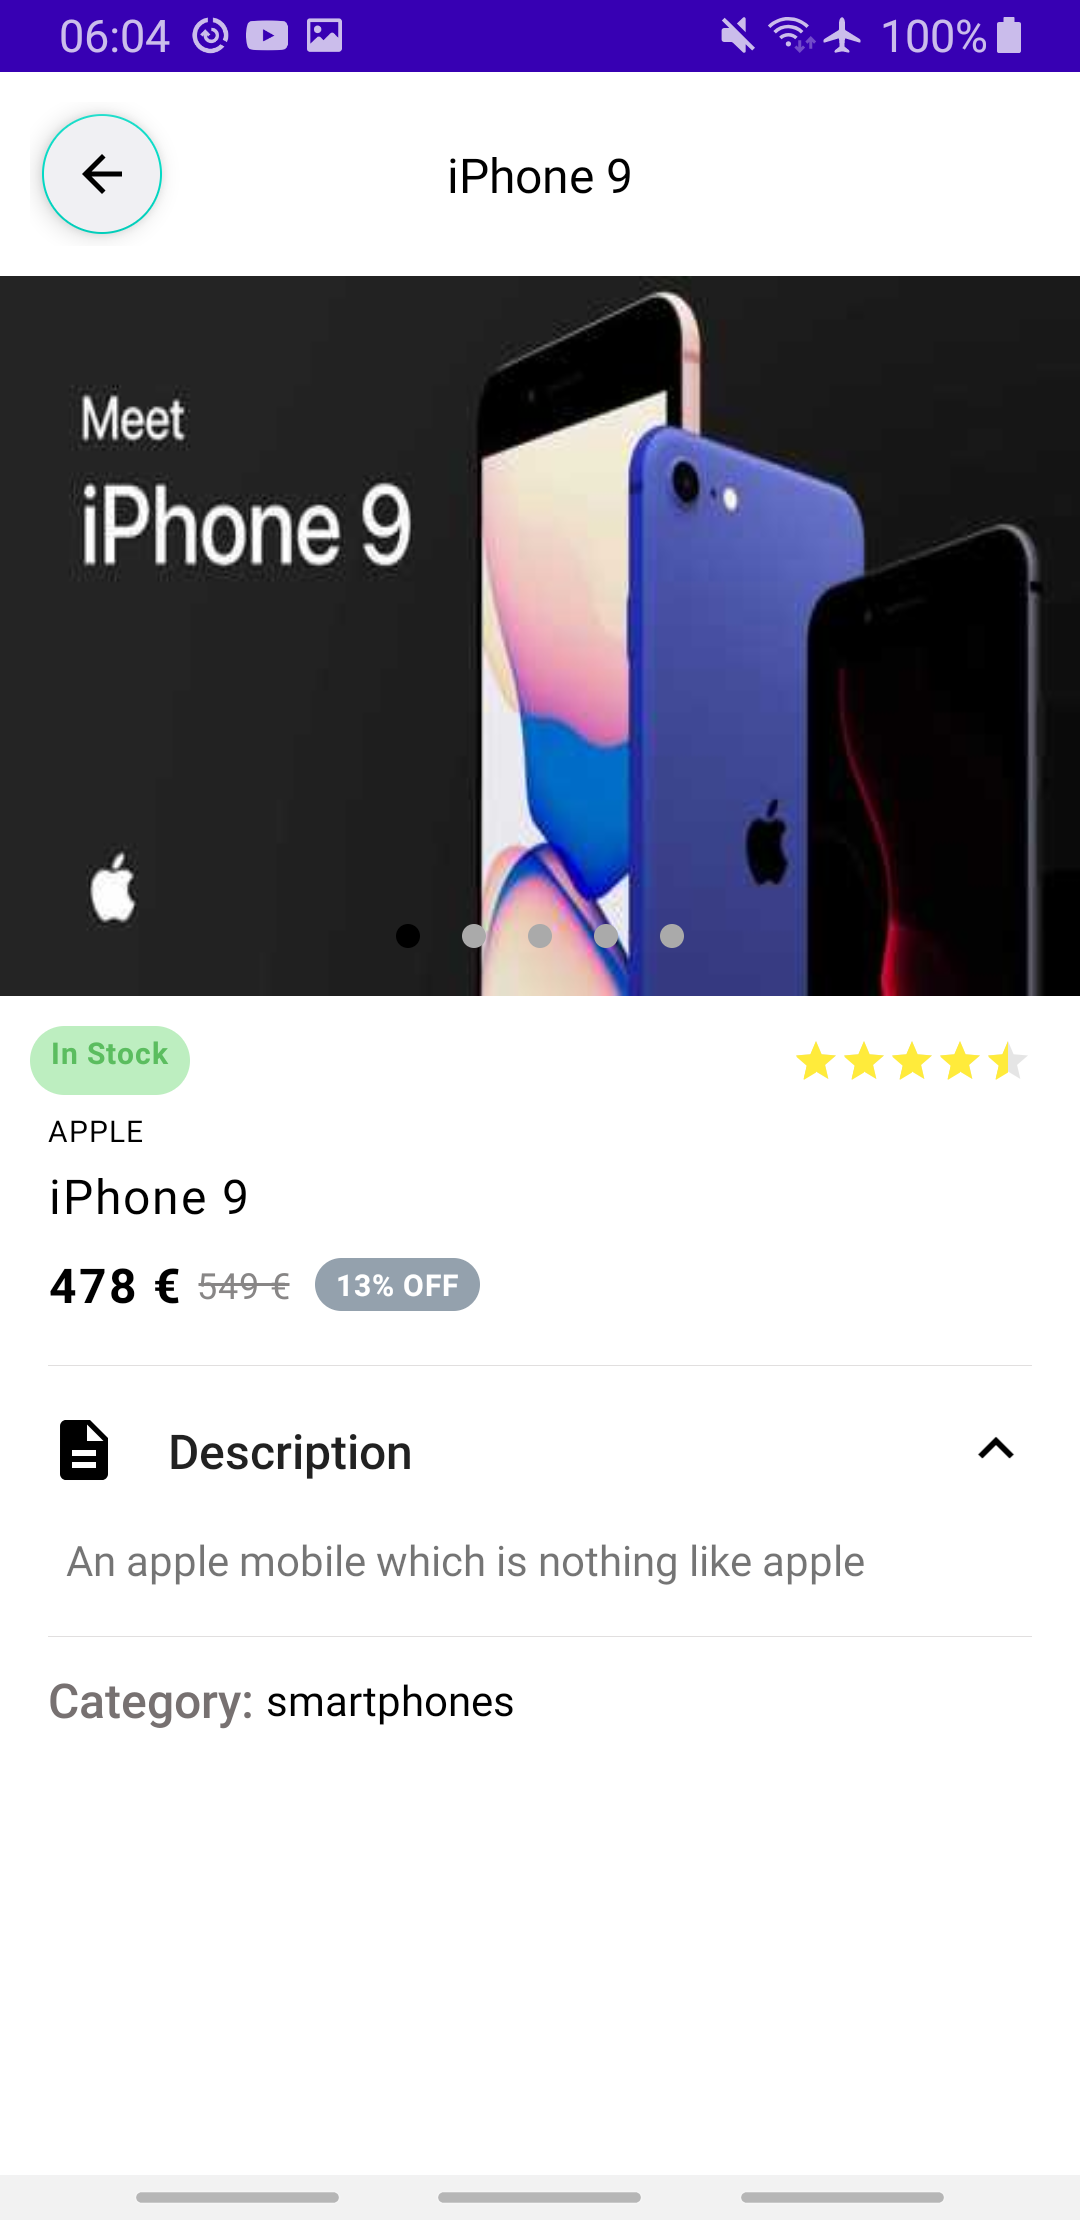 06:04 100%
iPhone 9
Meet
iPhone 9
In Stock
APPLE
iPhone 9
478 € 549 € 13% OFF
Description
An apple mobile which is nothing like apple
Category: smartphones